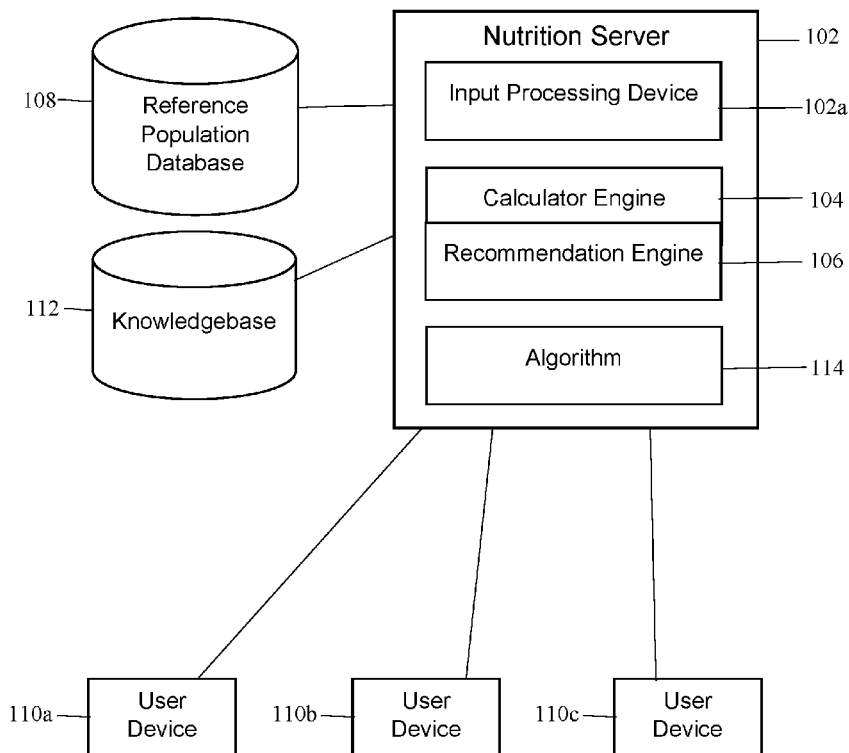 Nutrition Server
102
Input Processing Device
102a
108
Reference
Population
Database
Calculator Engine
104
Recommendation Engine
106
112
Knowledgebase
Algorithm
114
110a
User
Device
110b
User
Device
110c
User
Device